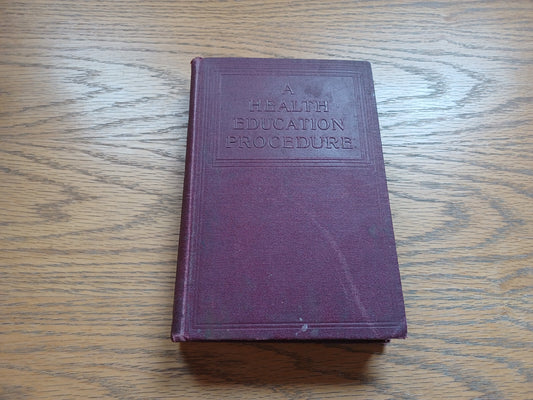 A
HEALTH
EDUCATION
PROCEDURE